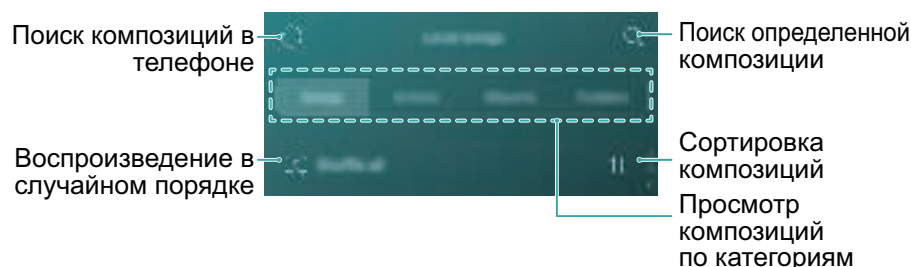 Поиск композиций в
телефоне
Поиск определенной
композиции
Воспроизведение в
случайном порядке
Сортировка
композиций
Просмотр
композиций
по категориям